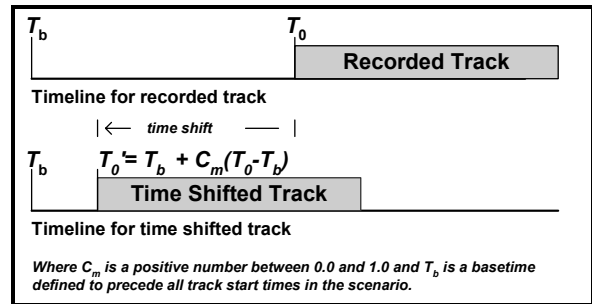 T_b T_0
Recorded Track
Timeline for recorded track
time shift
T_b T_0'= T_b + C_m(T_0-T_b)
Time Shifted Track
Timeline for time shifted track
Where C_m is a positive number between 0.0 and 1.0 and T_b is a basetime
defined to precede all track start times in the scenario.